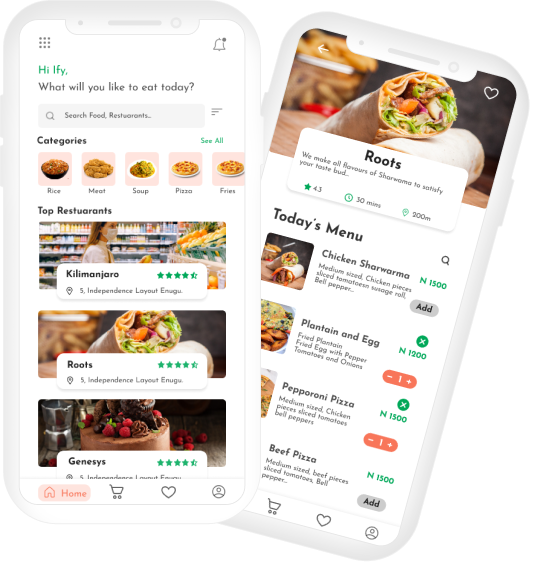 Hi Ify,
What will you like to eat today?
Search Food, Restuarants..
Categories
See All
Rice
Meat
Soup
Pizza
Fries
Top Restuarants
Kilimanjaro
5, Independence Layout Enugu.
Roots
5, Independence Layout Enugu.
Genesys
5, Independence Layout Enugu.
Home
Roots
We make all flavours of Sharwama to satisfy
your taste bud...
4.3
30 mins
200m
Today's Menu
Chicken Sharwarma
Medium sized, Chicken pieces
sliced tomatoesn susage roll,
Bell pepper...
N 1500
Add
Plantain and Egg
Fried Plantain
Fried Egg with Pepper
Tomatoes and Onions
N 1200
- 1 +
Pepporoni Pizza
Medium sized, Chicken
pieces sliced tomatoes
bell peppers
N 1500
- 1 +
Beef Pizza
Medium sized, beef pieces
sliced tomatoes, Bell
pepper...
N 1500
Add